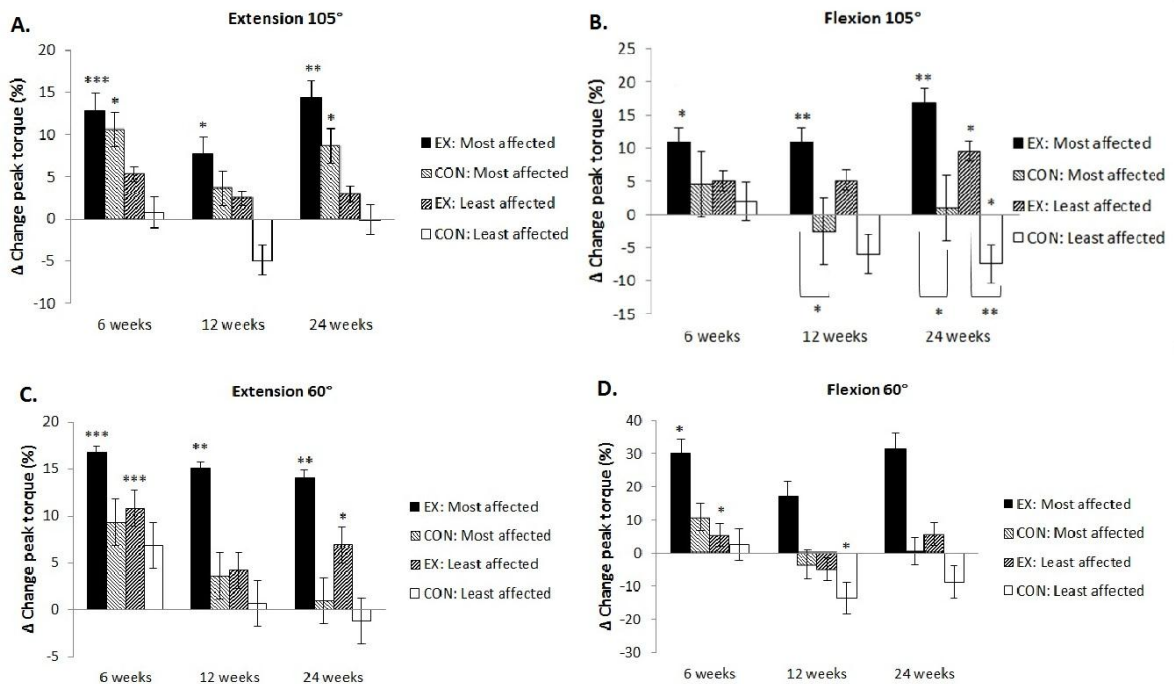 A.
Extension 105°
Δ Change peak torque (%)
20
15
10
5
0
-5
-10
***
*
*
**
*
6 weeks
12 weeks
24 weeks
EX: Most affected
CON: Most affected
EX: Least affected
CON: Least affected
B.
Flexion 105°
Δ Change peak torque (%)
25
20
15
10
5
0
-5
-10
-15
*
**
*
**
*
*
*
**
6 weeks
12 weeks
24 weeks
EX: Most affected
CON: Most affected
EX: Least affected
CON: Least affected
C.
Extension 60°
Δ Change peak torque (%)
20
15
10
5
0
-5
***
***
**
**
*
6 weeks
12 weeks
24 weeks
EX: Most affected
CON: Most affected
EX: Least affected
CON: Least affected
D.
Flexion 60°
Δ Change peak torque (%)
40
30
20
10
0
-10
-20
-30
*
*
*
6 weeks
12 weeks
24 weeks
EX: Most affected
CON: Most affected
EX: Least affected
CON: Least affected